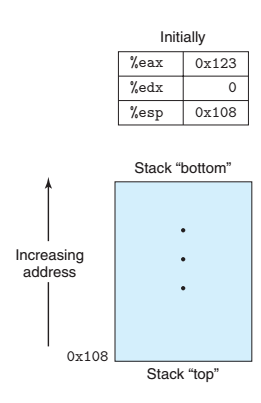 Initially
%eax 0x123
%edx 0
%esp 0x108
Stack “bottom”
Increasing
address
0x108
Stack “top”